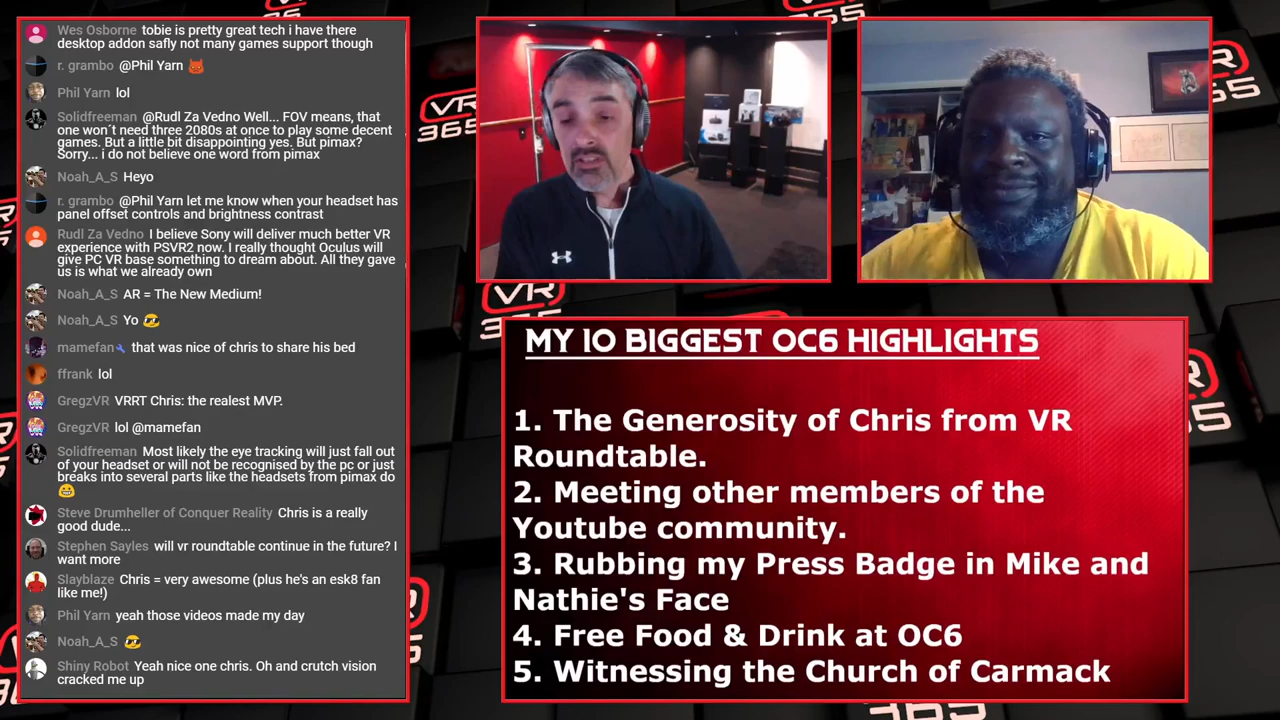 Wes Osborne tobie is pretty great tech i have there
desktop addon safly not many games support though
r. grambo @Phil Yarn
Phil Yarn lol
Solidfreeman @Rudl Za Vedno Well... FOV means, that
one won´t need three 2080s at once to play some decent
games. But a little bit disappointing yes. But pimax?
Sorry... i do not believe one word from pimax
Noah_A_S Heyo
r. grambo @Phil Yarn let me know when your headset has
panel offset controls and brightness contrast
Rudl Za Vedno I believe Sony will deliver much better VR
experience with PSVR2 now. I really thought Oculus will
give PC VR base something to dream about. All they gave
us is what we already own
Noah_A_S AR = The New Medium!
Noah_A_S Yo
mamefan that was nice of chris to share his bed
ffrank lol
GregzVR VRRT Chris: the realest MVP.
GregzVR lol @mamefan
Solidfreeman Most likely the eye tracking will just fall out
of your headset or will not be recognised by the pc or just
breaks into several parts like the headsets from pimax do
Steve Drumheller of Conquer Reality Chris is a really
good dude...
Stephen Sayles will vr roundtable continue in the future? I
want more
Slayblaze Chris = very awesome (plus he's an esk8 fan
like me!)
Phil Yarn yeah those videos made my day
Noah_A_S
Shiny Robot Yeah nice one chris. Oh and crutch vision
cracked me up
VR
365
VR
365
MY 10 BIGGEST OC6 HIGHLIGHTS
1. The Generosity of Chris from VR
Roundtable.
2. Meeting other members of the
Youtube community.
3. Rubbing my Press Badge in Mike and
Nathie's Face
4. Free Food & Drink at OC6
5. Witnessing the Church of Carmack